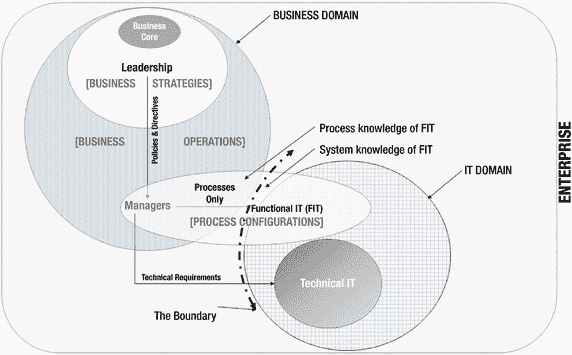 BUSINESS DOMAIN
Business
Core
Leadership
[BUSINESS STRATEGIES]
Policies & Directives
[BUSINESS OPERATIONS]
Process knowledge of FIT
System knowledge of FIT
IT DOMAIN
ENTERPRISE
Processes
Only
Managers
Functional IT (FIT)
[PROCESS CONFIGURATIONS]
Technical Requirements
Technical IT
The Boundary